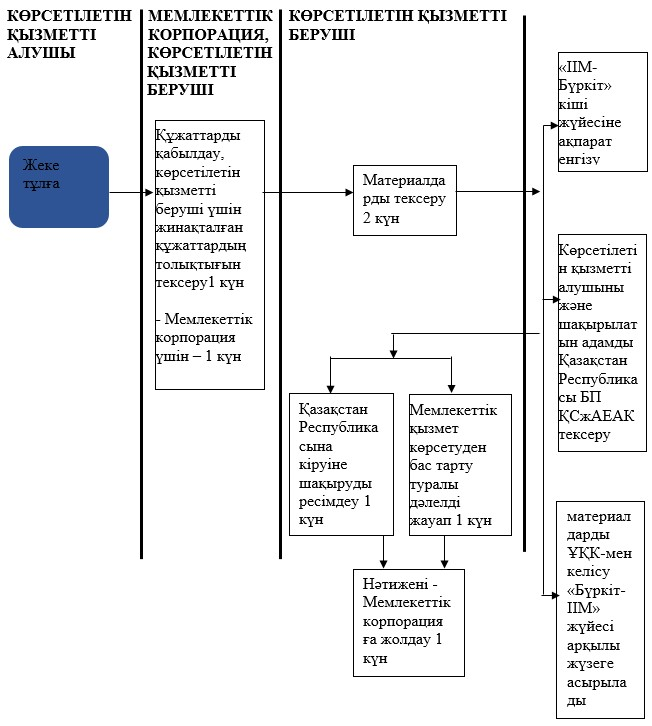 КӨРСЕТІЛЕТІН
ҚЫЗМЕТТІ
АЛУШЫ
МЕМЛЕКЕТТІК
КОРПОРАЦИЯ,
КӨРСЕТІЛЕТІН
ҚЫЗМЕТТІ
БЕРУШІ
КӨРСЕТІЛЕТІН ҚЫЗМЕТТІ
БЕРУШІ
Жеке
тұлға
Құжаттарды
қабылдау,
көрсетілетін
қызметті
беруші үшін
жинақталған
құжаттардың
толықтығын
тексеру1 күн
- Мемлекеттік
корпорация
үшін – 1 күн
Материалда
рды тексеру
2 күн
«ІІМ-
Бүркіт»
кіші
жүйесіне
ақпарат
енгізу
Көрсетілеті
н қызметті
алушыны
және
шақырылат
ын адамды
Қазақстан
Республика
сы БП
ҚСжАЕАК
тексеру
Қазақстан
Республика
сына
кіруіне
шақыруды
ресімдеу 1
күн
Мемлекеттік
қызмет
көрсетуден
бас тарту
туралы
дәлелді
жауап 1 күн
материал
дарды
ҰҚК-мен
келісу
«Бүркіт-
ІІМ»
жүйесі
арқылы
жүзеге
асырыла
ды
Нәтижені -
Мемлекеттік
корпорация
ға жолдау 1
күн